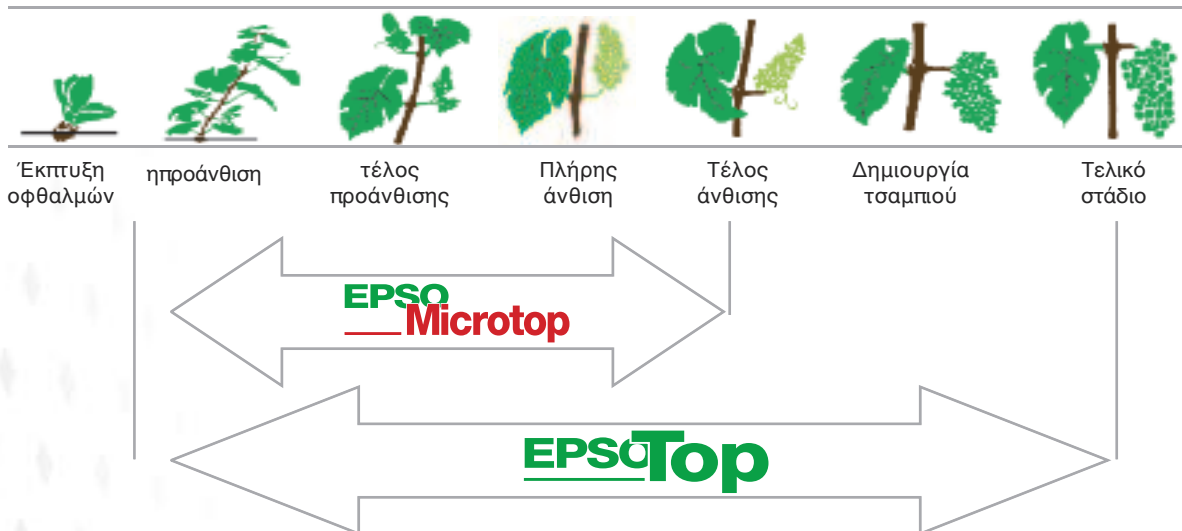 Έκπτυξη
οφθαλμών
ηπροάνθιση
τέλος
προάνθισης
Πλήρης
άνθιση
Τέλος
άνθισης
Δημιουργία
τσαμπιού
Τελικό
στάδιο
EPSO
Microtop
EPSO Top